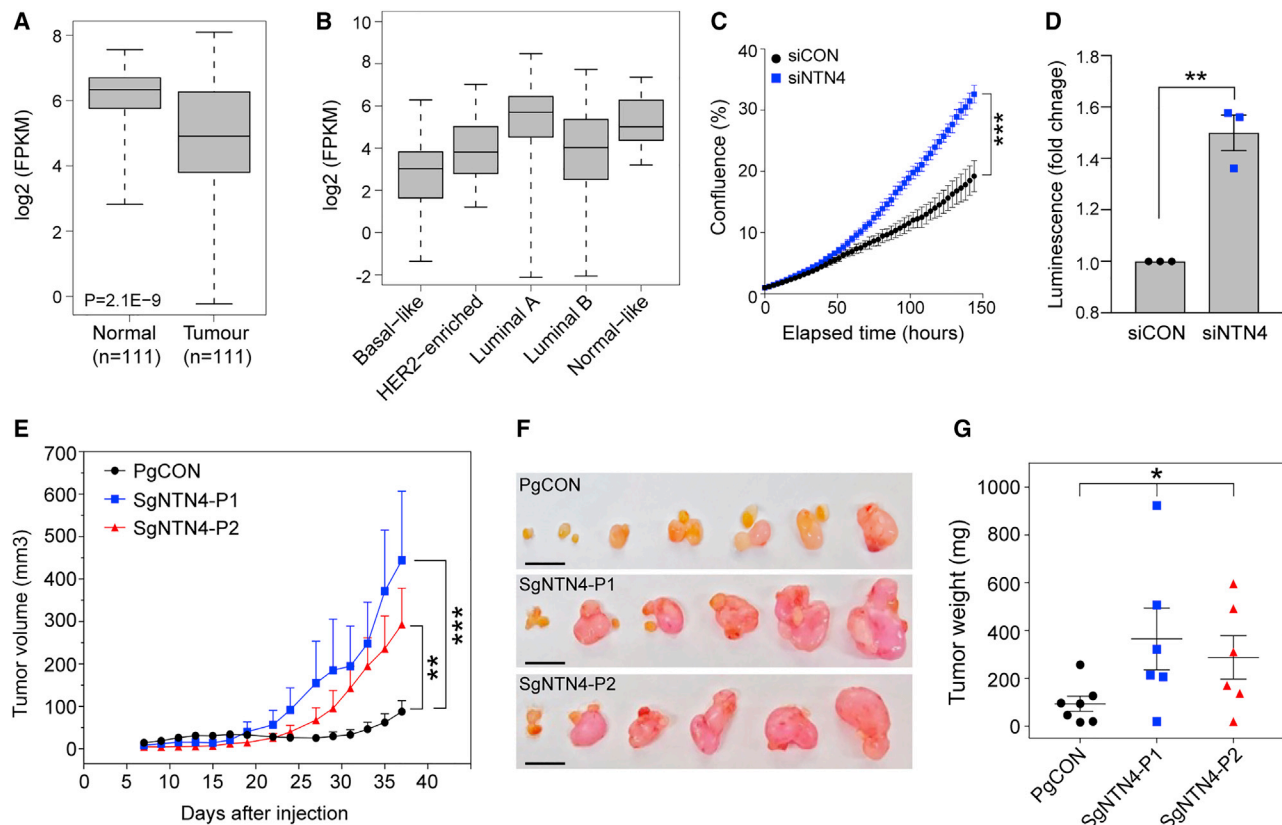 A
log2 (FPKM)
8
6
4
2
0
P=2.1E−9
Normal
(n=111)
Tumour
(n=111)
B
log2 (FPKM)
10
8
6
4
2
0
−2
Basal−like
HER2−enriched
Luminal A
Luminal B
Normal−like
C
siCON
siNTN4
Confluence (%)
40
30
20
10
0
***
0 50 100 150
Elapsed time (hours)
D
Luminescence (fold chnage)
1.8
1.6
1.4
1.2
1.0
0.8
**
siCON siNTN4
E
PgCON
SgNTN4-P1
SgNTN4-P2
Tumor volume (mm3)
700
600
500
400
300
200
100
0
**
***
0 5 10 15 20 25 30 35 40
Days after injection
F
PgCON
SgNTN4-P1
SgNTN4-P2
G
Tumor weight (mg)
1000
800
600
400
200
0
*
PgCON
SgNTN4-P1
SgNTN4-P2